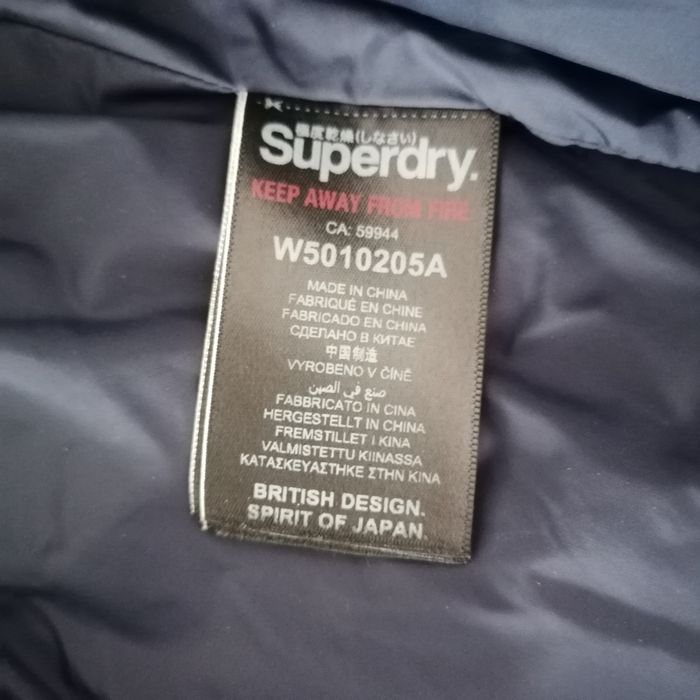 極度乾燥(しなさい)
Superdry.
KEEP AWAY FROM FIRE
CA: 59944
W5010205A
MADE IN CHINA
FABRIQUÉ EN CHINE
FABRICADO EN CHINA
СДЕЛАНО В КИТАЕ
中国制造
VYROBENO V ČÍNĚ
صنع في الصين
FABBRICATO IN CINA
HERGESTELLT IN CHINA
FREMSTILLET I KINA
VALMISTETTU KIINASSA
ΚΑΤΑΣΚΕΥΑΣΤΗΚΕ ΣΤΗΝ ΚΙΝΑ
BRITISH DESIGN.
SPIRIT OF JAPAN.